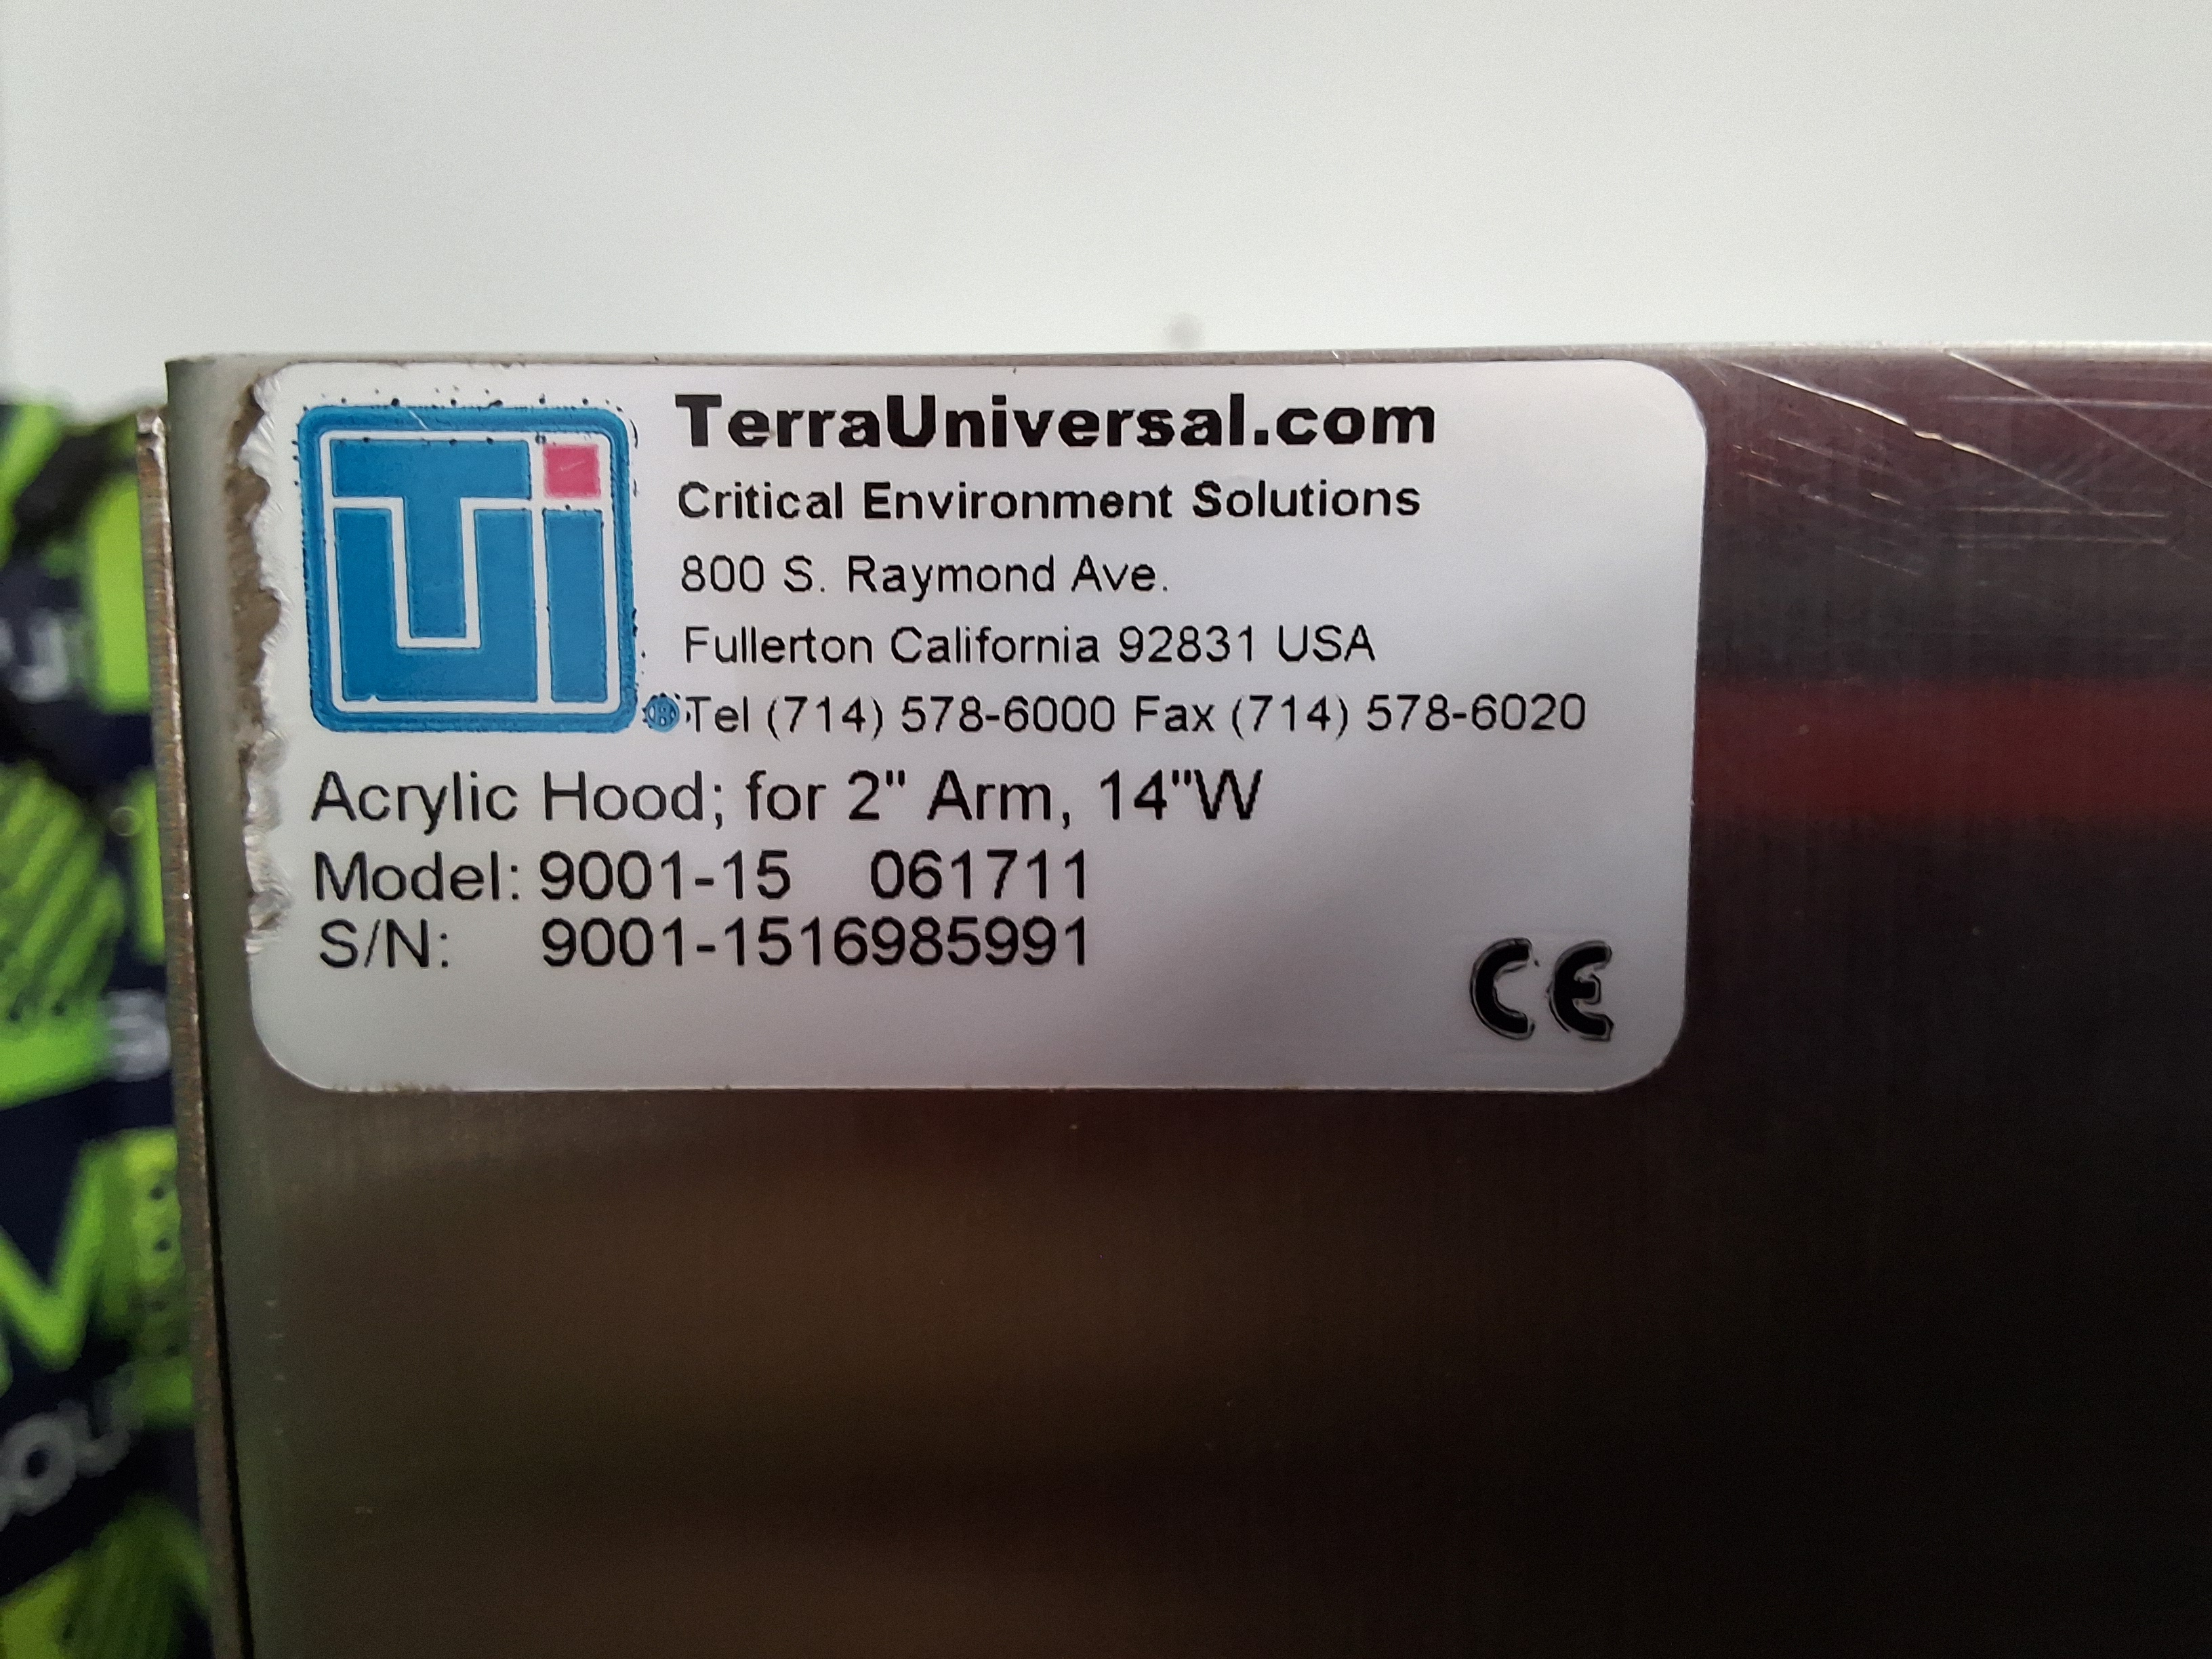 TUi
TerraUniversal.com
Critical Environment Solutions
800 S. Raymond Ave.
Fullerton California 92831 USA
®Tel (714) 578-6000 Fax (714) 578-6020
Acrylic Hood; for 2" Arm, 14"W
Model: 9001-15 061711
S/N: 9001-1516985991
CE